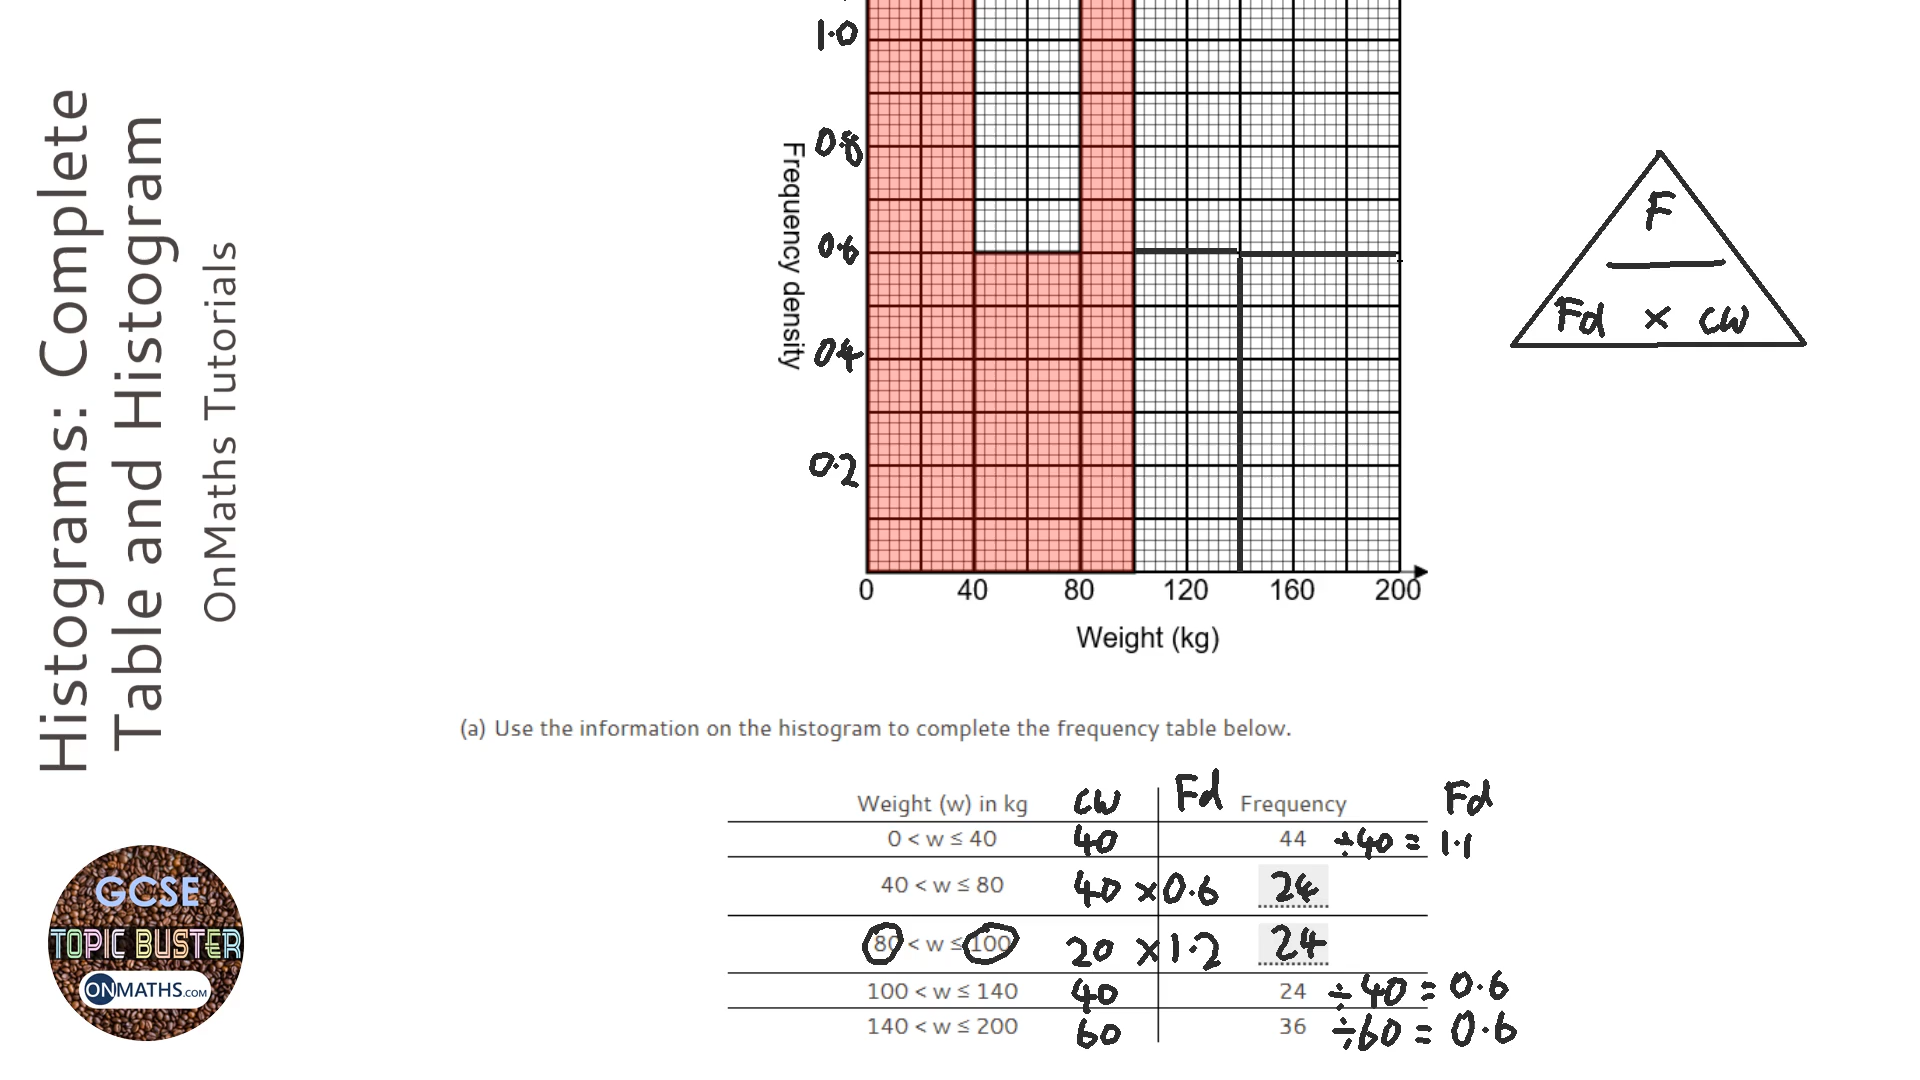 Histograms: Complete
Table and Histogram
OnMaths Tutorials
1.0
0.8
0.6
0.4
0.2
Frequency density
0 40 80 120 160 200
Weight (kg)
F
Fd × cw
(a) Use the information on the histogram to complete the frequency table below.
Weight (w) in kg cw Fd Frequency Fd
0 < w ≤ 40 40 44 ÷40 = 1.1
40 < w ≤ 80 40 ×0.6 24
80 < w ≤ 100 20 ×1.2 24
100 < w ≤ 140 40 24 ÷40 = 0.6
140 < w ≤ 200 60 36 ÷60 = 0.6
GCSE
TOPIC BUSTER
ONMATHS.COM